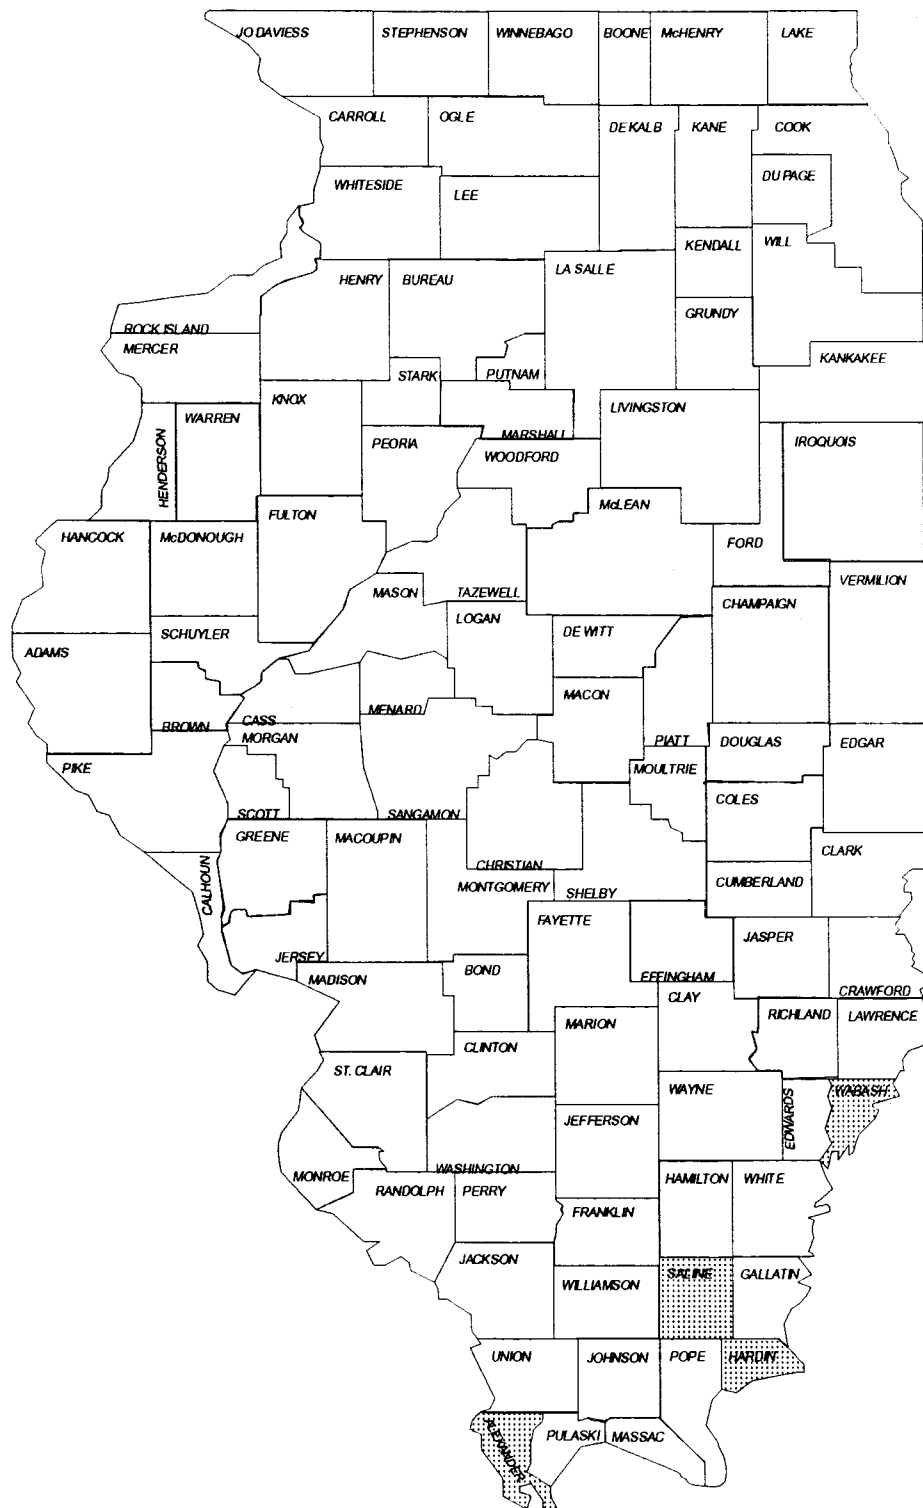 JO DAVIESS
STEPHENSON
WINNEBAGO
BOONE
McHENRY
LAKE
CARROLL
OGLE
DE KALB
KANE
COOK
DU PAGE
WHITESIDE
LEE
KENDALL
WILL
LA SALLE
HENRY
BUREAU
GRUNDY
ROCK ISLAND
MERCER
KANKAKEE
STARK
PUTNAM
KNOX
LIVINGSTON
WARREN
HENDERSON
PEORIA
MARSHALL
WOODFORD
IROQUOIS
FULTON
McLEAN
HANCOCK
McDONOUGH
FORD
VERMILION
MASON
TAZEWELL
CHAMPAIGN
LOGAN
DE WITT
SCHUYLER
ADAMS
MACON
MENARD
BROWN
CASS
MORGAN
PIATT
DOUGLAS
EDGAR
PIKE
MOULTRIE
SCOTT
SANGAMON
COLES
GREENE
MACOUPIN
CLARK
CHRISTIAN
CALHOUN
MONTGOMERY
SHELBY
CUMBERLAND
FAYETTE
JASPER
JERSEY
MADISON
BOND
EFFINGHAM
CLAY
CRAWFORD
RICHLAND
LAWRENCE
MARION
CLINTON
ST. CLAIR
WAYNE
EDWARDS
WABASH
JEFFERSON
WASHINGTON
MONROE
RANDOLPH
PERRY
HAMILTON
WHITE
FRANKLIN
JACKSON
WILLIAMSON
SALINE
GALLATIN
UNION
JOHNSON
POPE
HARDIN
ALEXANDER
PULASKI
MASSAC